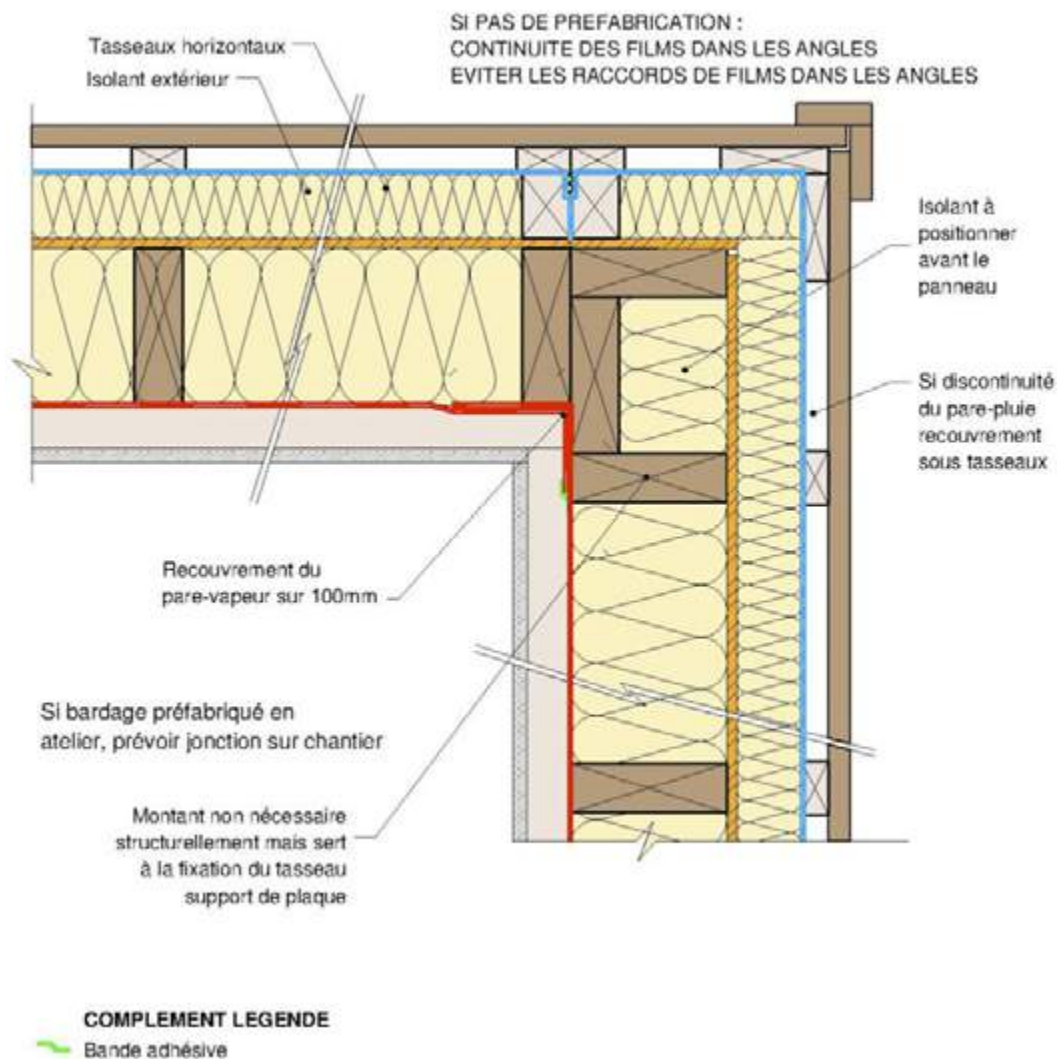 SI PAS DE PREFABRICATION :
CONTINUITE DES FILMS DANS LES ANGLES
EVITER LES RACCORDS DE FILMS DANS LES ANGLES
Tasseaux horizontaux
Isolant extérieur
Isolant à
positionner
avant le
panneau
Si discontinuité
du pare-pluie
recouvrement
sous tasseaux
Recouvrement du
pare-vapeur sur 100mm
Si bardage préfabriqué en
atelier, prévoir jonction sur chantier
Montant non nécessaire
structurellement mais sert
à la fixation du tasseau
support de plaque
COMPLEMENT LEGENDE
Bande adhésive